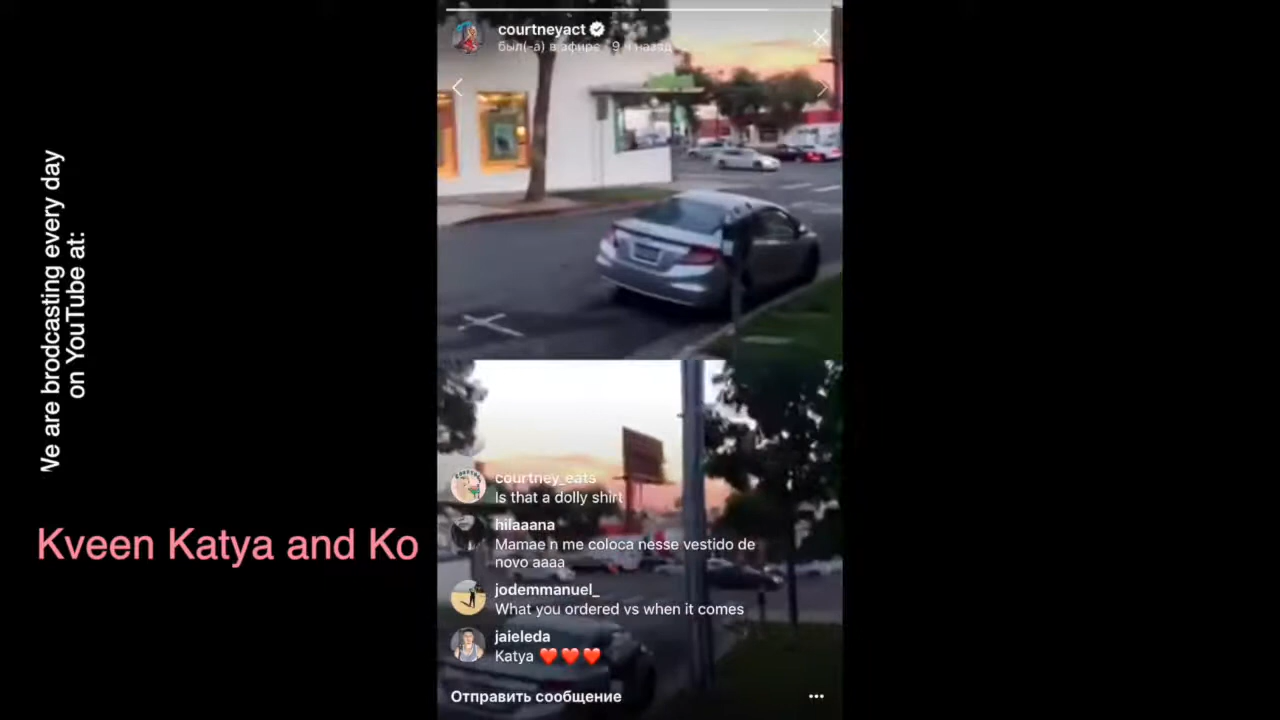 courtneyact
был(-а) в эфире · 9 ч назад
We are brodcasting every day
on YouTube at:
Kveen Katya and Ko
courtney_eats
Is that a dolly shirt
hilaaana
Mamae n me coloca nesse vestido de
novo aaaa
jodemmanuel_
What you ordered vs when it comes
jaieleda
Katya ❤️❤️❤️
Отправить сообщение